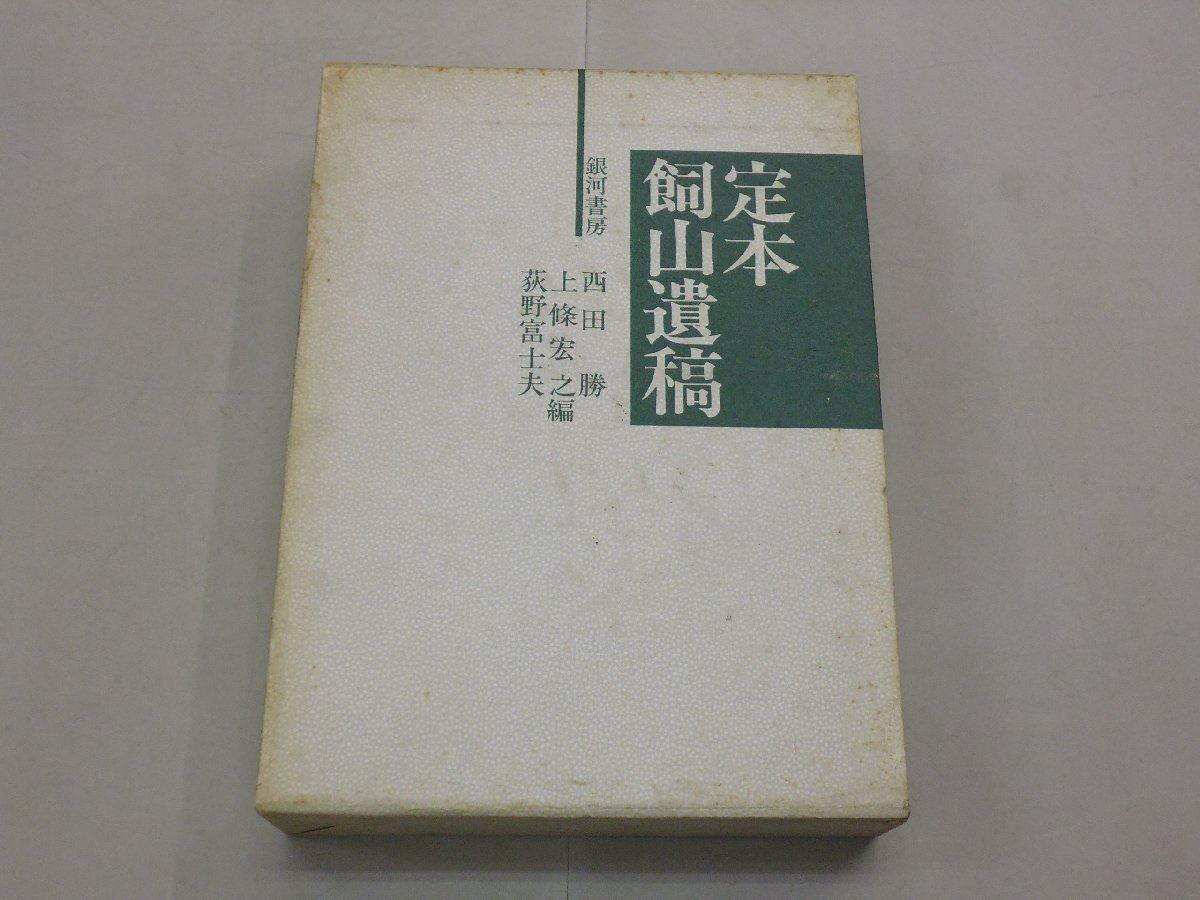 定本
飼山遺稿
銀河書房
西田勝
上條宏之編
荻野富士夫